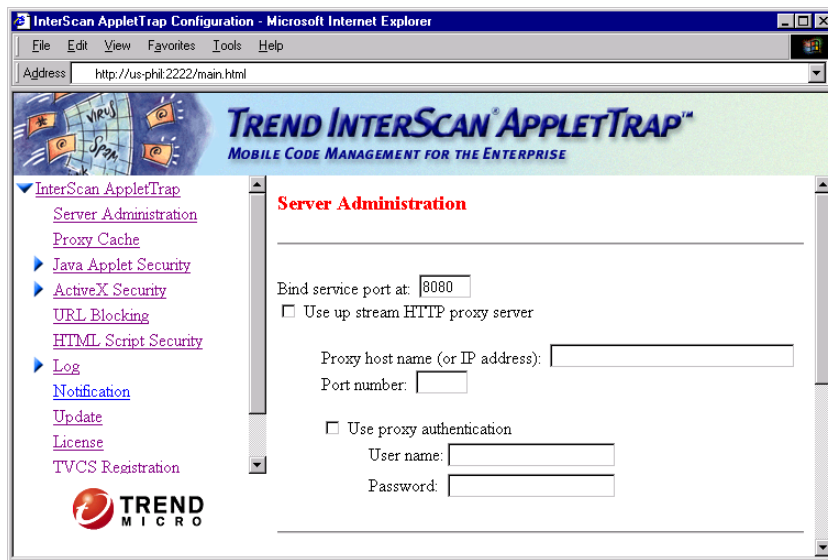 InterScan AppletTrap Configuration - Microsoft Internet Explorer
File Edit View Favorites Tools Help
Address http://us-phil:2222/main.html
VIRUS
SPAM
TREND INTERSCAN® APPLETTRAP™
MOBILE CODE MANAGEMENT FOR THE ENTERPRISE
InterScan AppletTrap
Server Administration
Proxy Cache
Java Applet Security
ActiveX Security
URL Blocking
HTML Script Security
Log
Notification
Update
License
TVCS Registration
TREND
MICRO
Server Administration
Bind service port at: 8080
Use up stream HTTP proxy server
Proxy host name (or IP address):
Port number:
Use proxy authentication
User name:
Password: